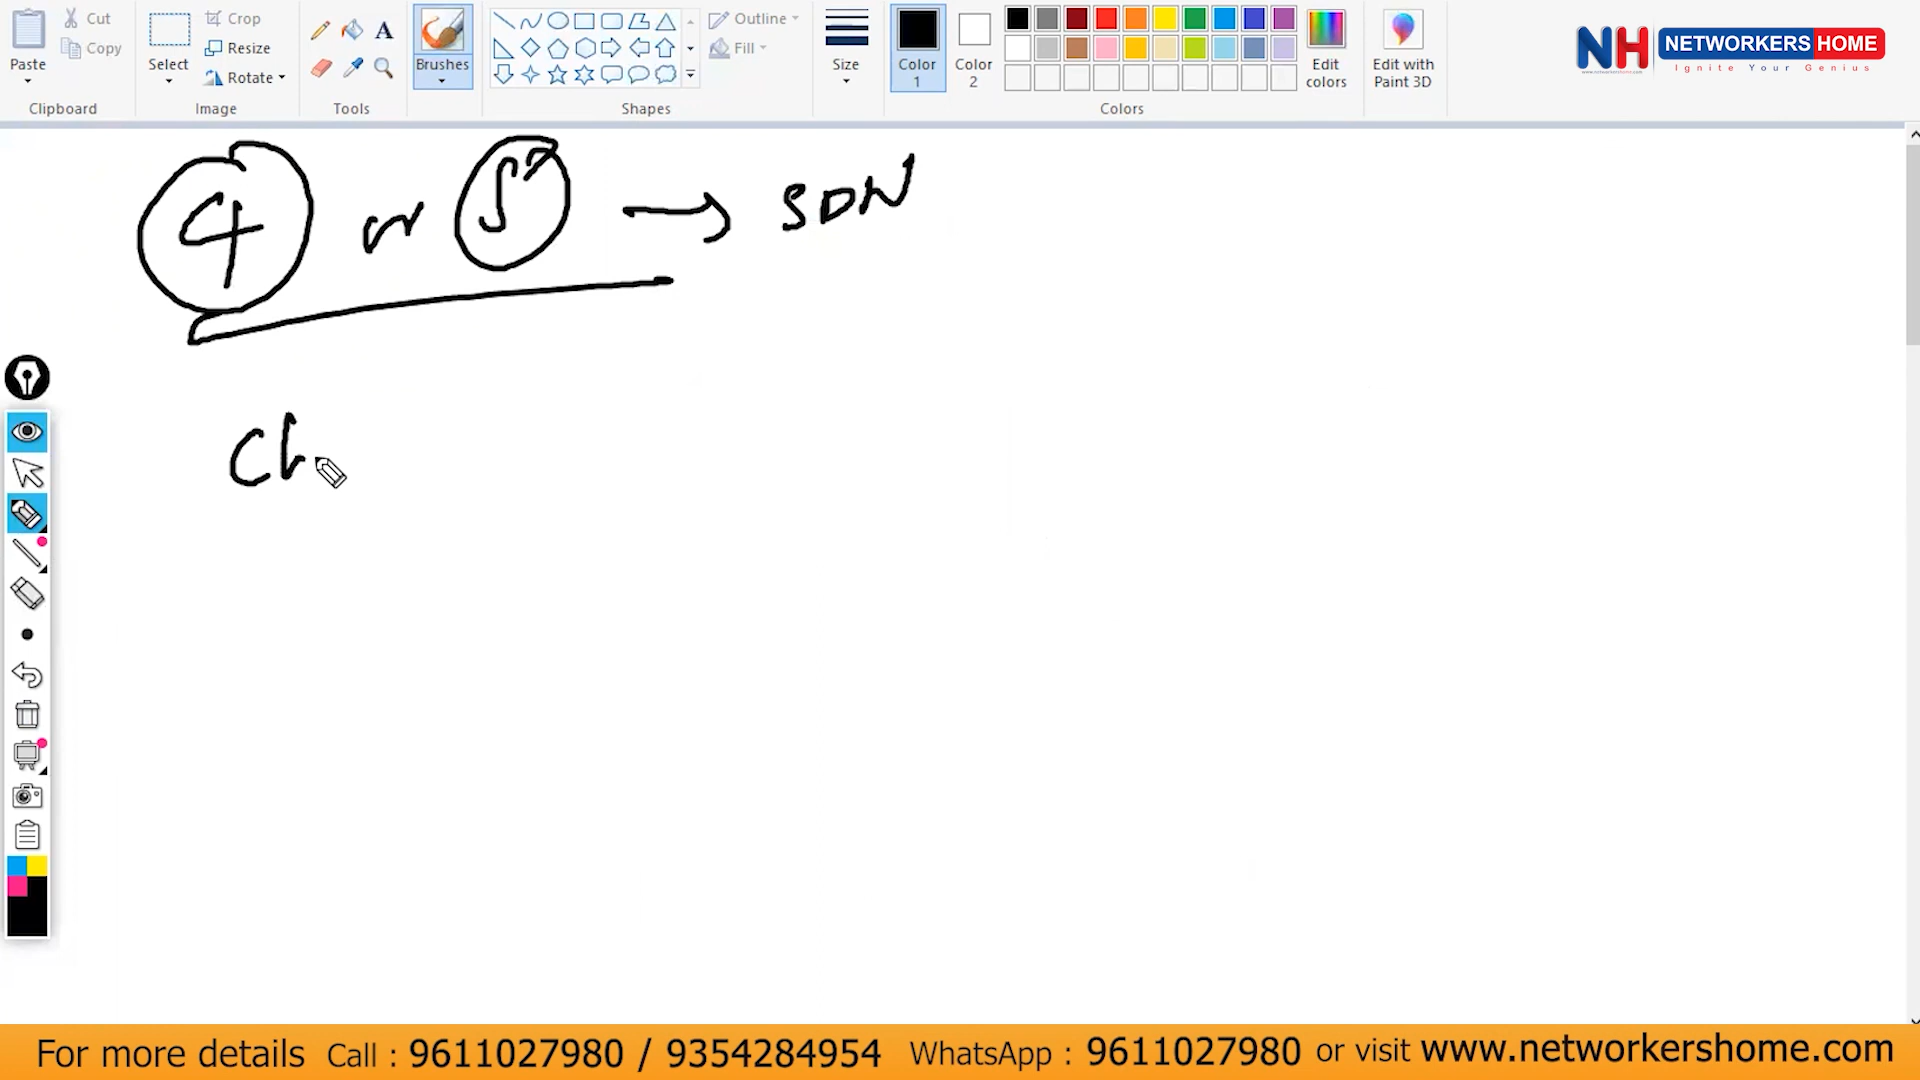 Cut
Crop
Copy
Resize
Paste
Select
Rotate
A
Brushes
Outline
Fill
Size
Color
1
Color
2
Edit
colors
Edit with
Paint 3D
Clipboard
Image
Tools
Shapes
Colors
NH NETWORKERS HOME
Ignite Your Genius
4 or 5 → SDN
For more details Call : 9611027980 / 9354284954 WhatsApp : 9611027980 or visit www.networkershome.com